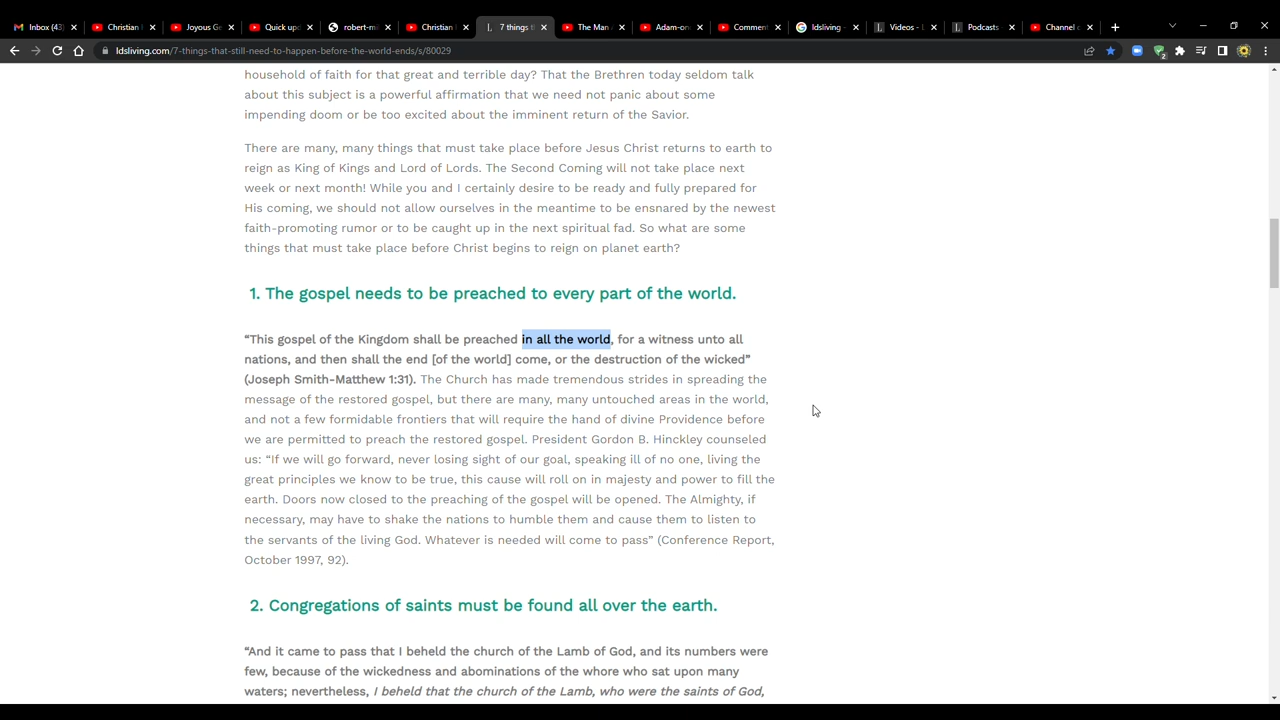 Inbox (43)
Christian
Joyous Ge
Quick up
robert-m
Christian
7 things t
The Man
Adam-on
Comment
ldsliving
Videos - L
Podcasts
Channel c
ldsliving.com/7-things-that-still-need-to-happen-before-the-world-ends/s/80029
household of faith for that great and terrible day? That the Brethren today seldom talk
about this subject is a powerful affirmation that we need not panic about some
impending doom or be too excited about the imminent return of the Savior.
There are many, many things that must take place before Jesus Christ returns to earth to
reign as King of Kings and Lord of Lords. The Second Coming will not take place next
week or next month! While you and I certainly desire to be ready and fully prepared for
His coming, we should not allow ourselves in the meantime to be ensnared by the newest
faith-promoting rumor or to be caught up in the next spiritual fad. So what are some
things that must take place before Christ begins to reign on planet earth?
1. The gospel needs to be preached to every part of the world.
“This gospel of the Kingdom shall be preached in all the world, for a witness unto all
nations, and then shall the end [of the world] come, or the destruction of the wicked”
(Joseph Smith-Matthew 1:31). The Church has made tremendous strides in spreading the
message of the restored gospel, but there are many, many untouched areas in the world,
and not a few formidable frontiers that will require the hand of divine Providence before
we are permitted to preach the restored gospel. President Gordon B. Hinckley counseled
us: “If we will go forward, never losing sight of our goal, speaking ill of no one, living the
great principles we know to be true, this cause will roll on in majesty and power to fill the
earth. Doors now closed to the preaching of the gospel will be opened. The Almighty, if
necessary, may have to shake the nations to humble them and cause them to listen to
the servants of the living God. Whatever is needed will come to pass” (Conference Report,
October 1997, 92).
2. Congregations of saints must be found all over the earth.
“And it came to pass that I beheld the church of the Lamb of God, and its numbers were
few, because of the wickedness and abominations of the whore who sat upon many
waters; nevertheless, I beheld that the church of the Lamb, who were the saints of God,